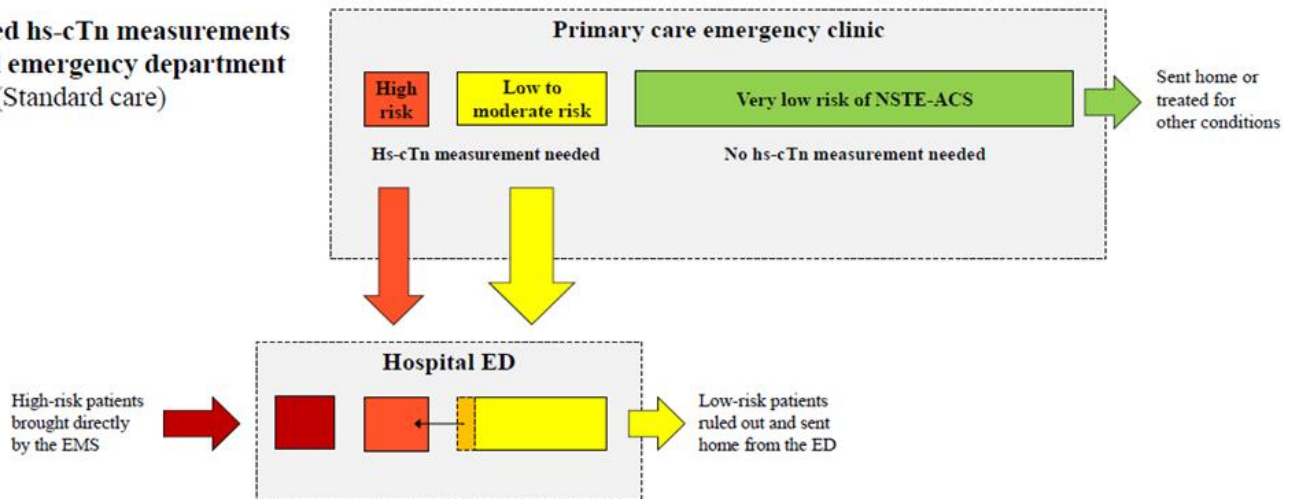 hs-cTn measurements
emergency department
(Standard care)
Primary care emergency clinic
High
risk
Low to
moderate risk
Very low risk of NSTE-ACS
Sent home or
treated for
other conditions
Hs-cTn measurement needed
No hs-cTn measurement needed
Hospital ED
High-risk patients
brought directly
by the EMS
Low-risk patients
ruled out and sent
home from the ED